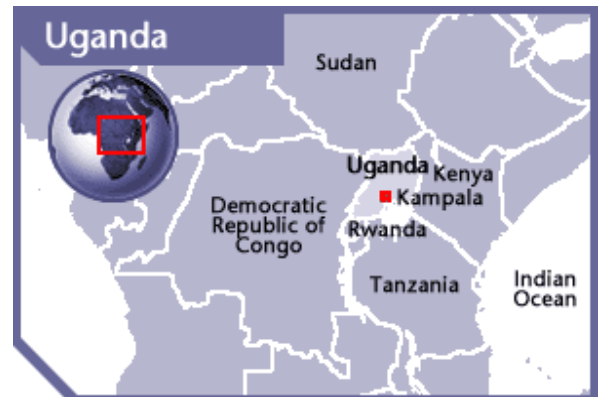 Uganda
Sudan
Uganda
Kenya
Kampala
Democratic
Republic of
Congo
Rwanda
Tanzania
Indian
Ocean